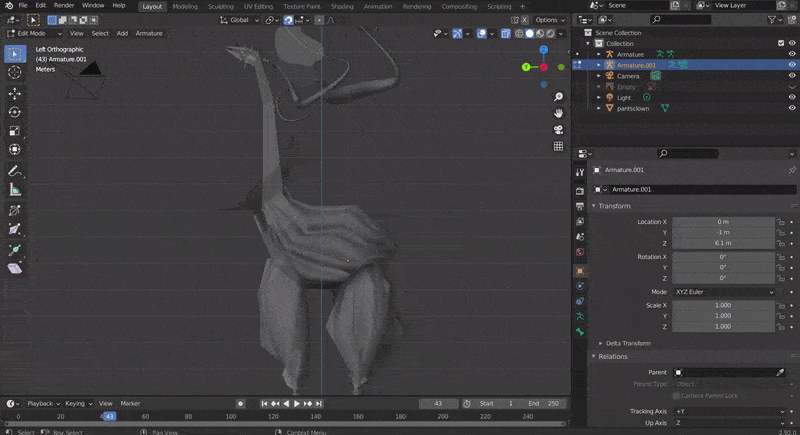 File Edit Render Window Help Layout Modeling Sculpting UV Editing Texture Paint Shading Animation Rendering Scene View Layer
Global Options
Edit Mode View Select Add Armature
Left Orthographic
(43) Armature.001
Meters
Z
Y
Scene Collection
Collection
Armature
Armature.001
Camera
Empty
Light
pantsclown
Armature.001
Armature.001
Transform
Location X 0 m
Y -1 m
Z 6.1 m
Rotation X 0°
Y 0°
Z 0°
Mode XYZ Euler
Scale X 1.000
Y 1.000
Z 1.000
Delta Transform
Relations
Parent
Parent Type Object
Camera Parent Lock
Tracking Axis +Y
Up Axis Z
Playback Keying View Marker 43 Start 1 End 250
0 20 43 60 80 100 120 140 160 180 200 220 240
Select Box Select Pan View Context Menu 2.92.0